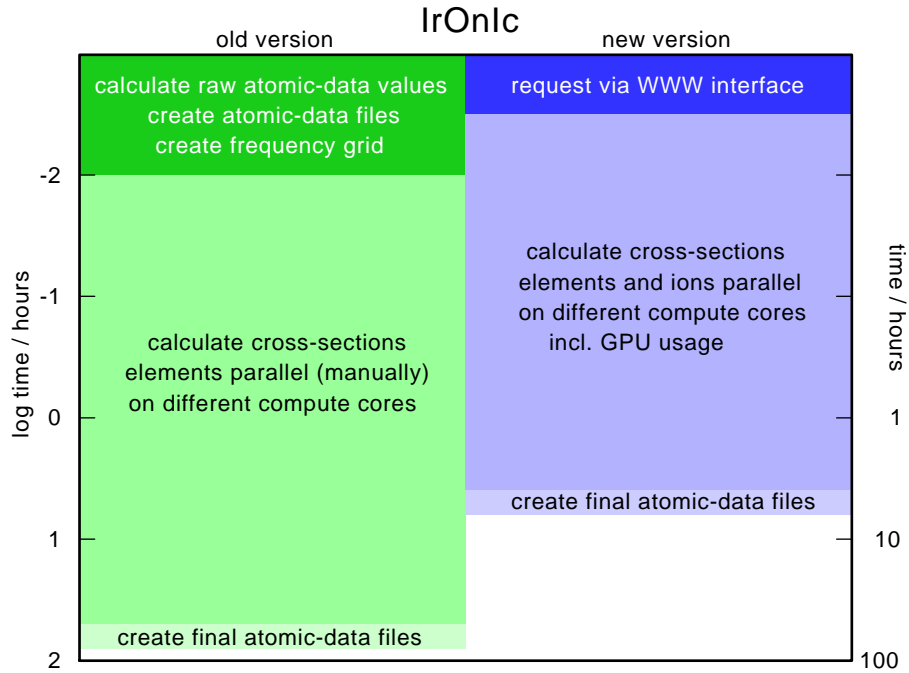 IrOnIc
old version
new version
calculate raw atomic-data values
create atomic-data files
create frequency grid
request via WWW interface
calculate cross-sections
elements parallel (manually)
on different compute cores
calculate cross-sections
elements and ions parallel
on different compute cores
incl. GPU usage
create final atomic-data files
create final atomic-data files
log time / hours
-2
-1
0
1
2
time / hours
1
10
100